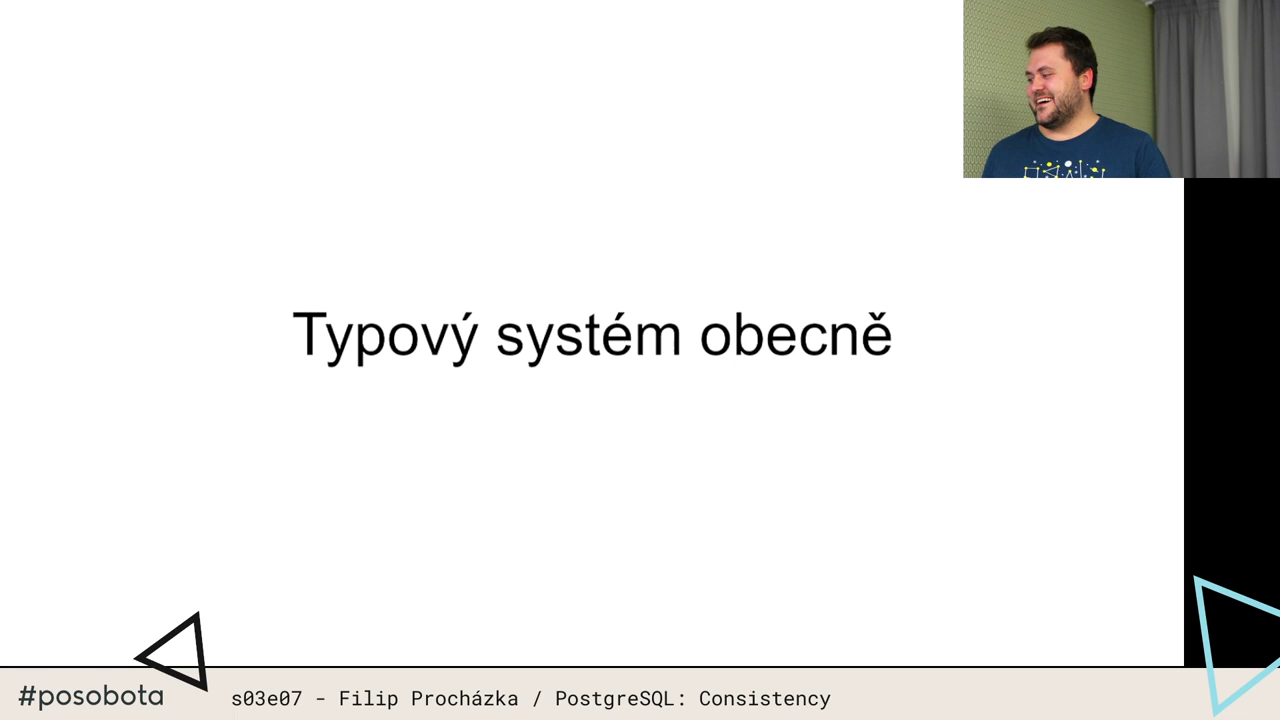 Typový systém obecně
#posobota
s03e07 - Filip Procházka / PostgreSQL: Consistency